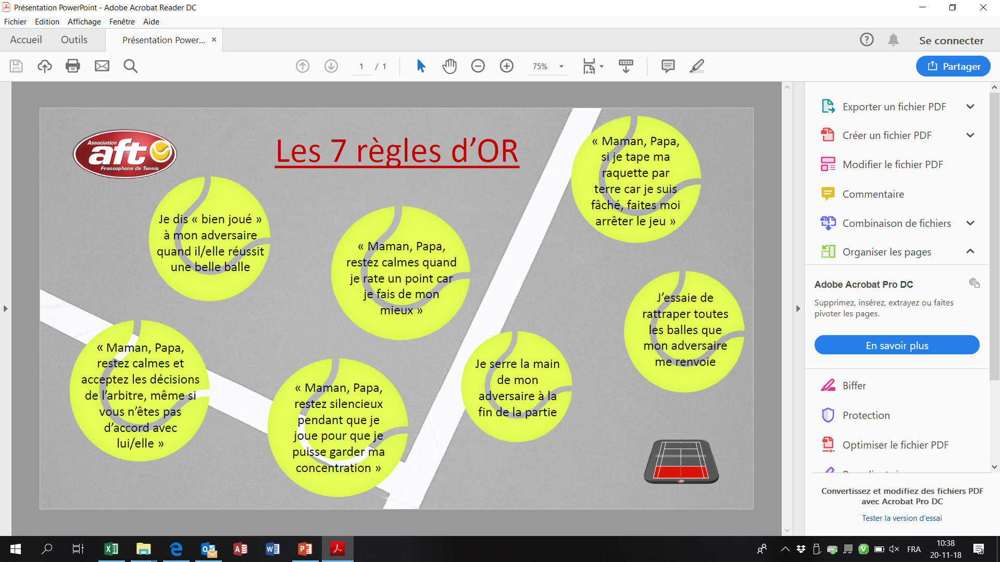 Présentation PowerPoint - Adobe Acrobat Reader DC
Fichier Edition Affichage Fenêtre Aide
Accueil Outils Présentation Power... ×
Se connecter
1 / 1
75%
Partager
Association
aft
Francophone de Tennis
Les 7 règles d’OR
« Maman, Papa,
si je tape ma
raquette par
terre car je suis
fâché, faites moi
arrêter le jeu »
Je dis « bien joué »
à mon adversaire
quand il/elle réussit
une belle balle
« Maman, Papa,
restez calmes quand
je rate un point car
je fais de mon
mieux »
J’essaie de
rattraper toutes
les balles que
mon adversaire
me renvoie
« Maman, Papa,
restez calmes et
acceptez les décisions
de l’arbitre, même si
vous n’êtes pas
d’accord avec
lui/elle »
« Maman, Papa,
restez silencieux
pendant que je
joue pour que je
puisse garder ma
concentration »
Je serre la main
de mon
adversaire à la
fin de la partie
Exporter un fichier PDF
Créer un fichier PDF
Modifier le fichier PDF
Commentaire
Combinaison de fichiers
Organiser les pages
Adobe Acrobat Pro DC
Supprimez, insérez, extrayez ou faites
pivoter les pages.
En savoir plus
Biffer
Protection
Optimiser le fichier PDF
Convertissez et modifiez des fichiers PDF
avec Acrobat Pro DC
Tester la version d'essai
FRA
10:38
20-11-18